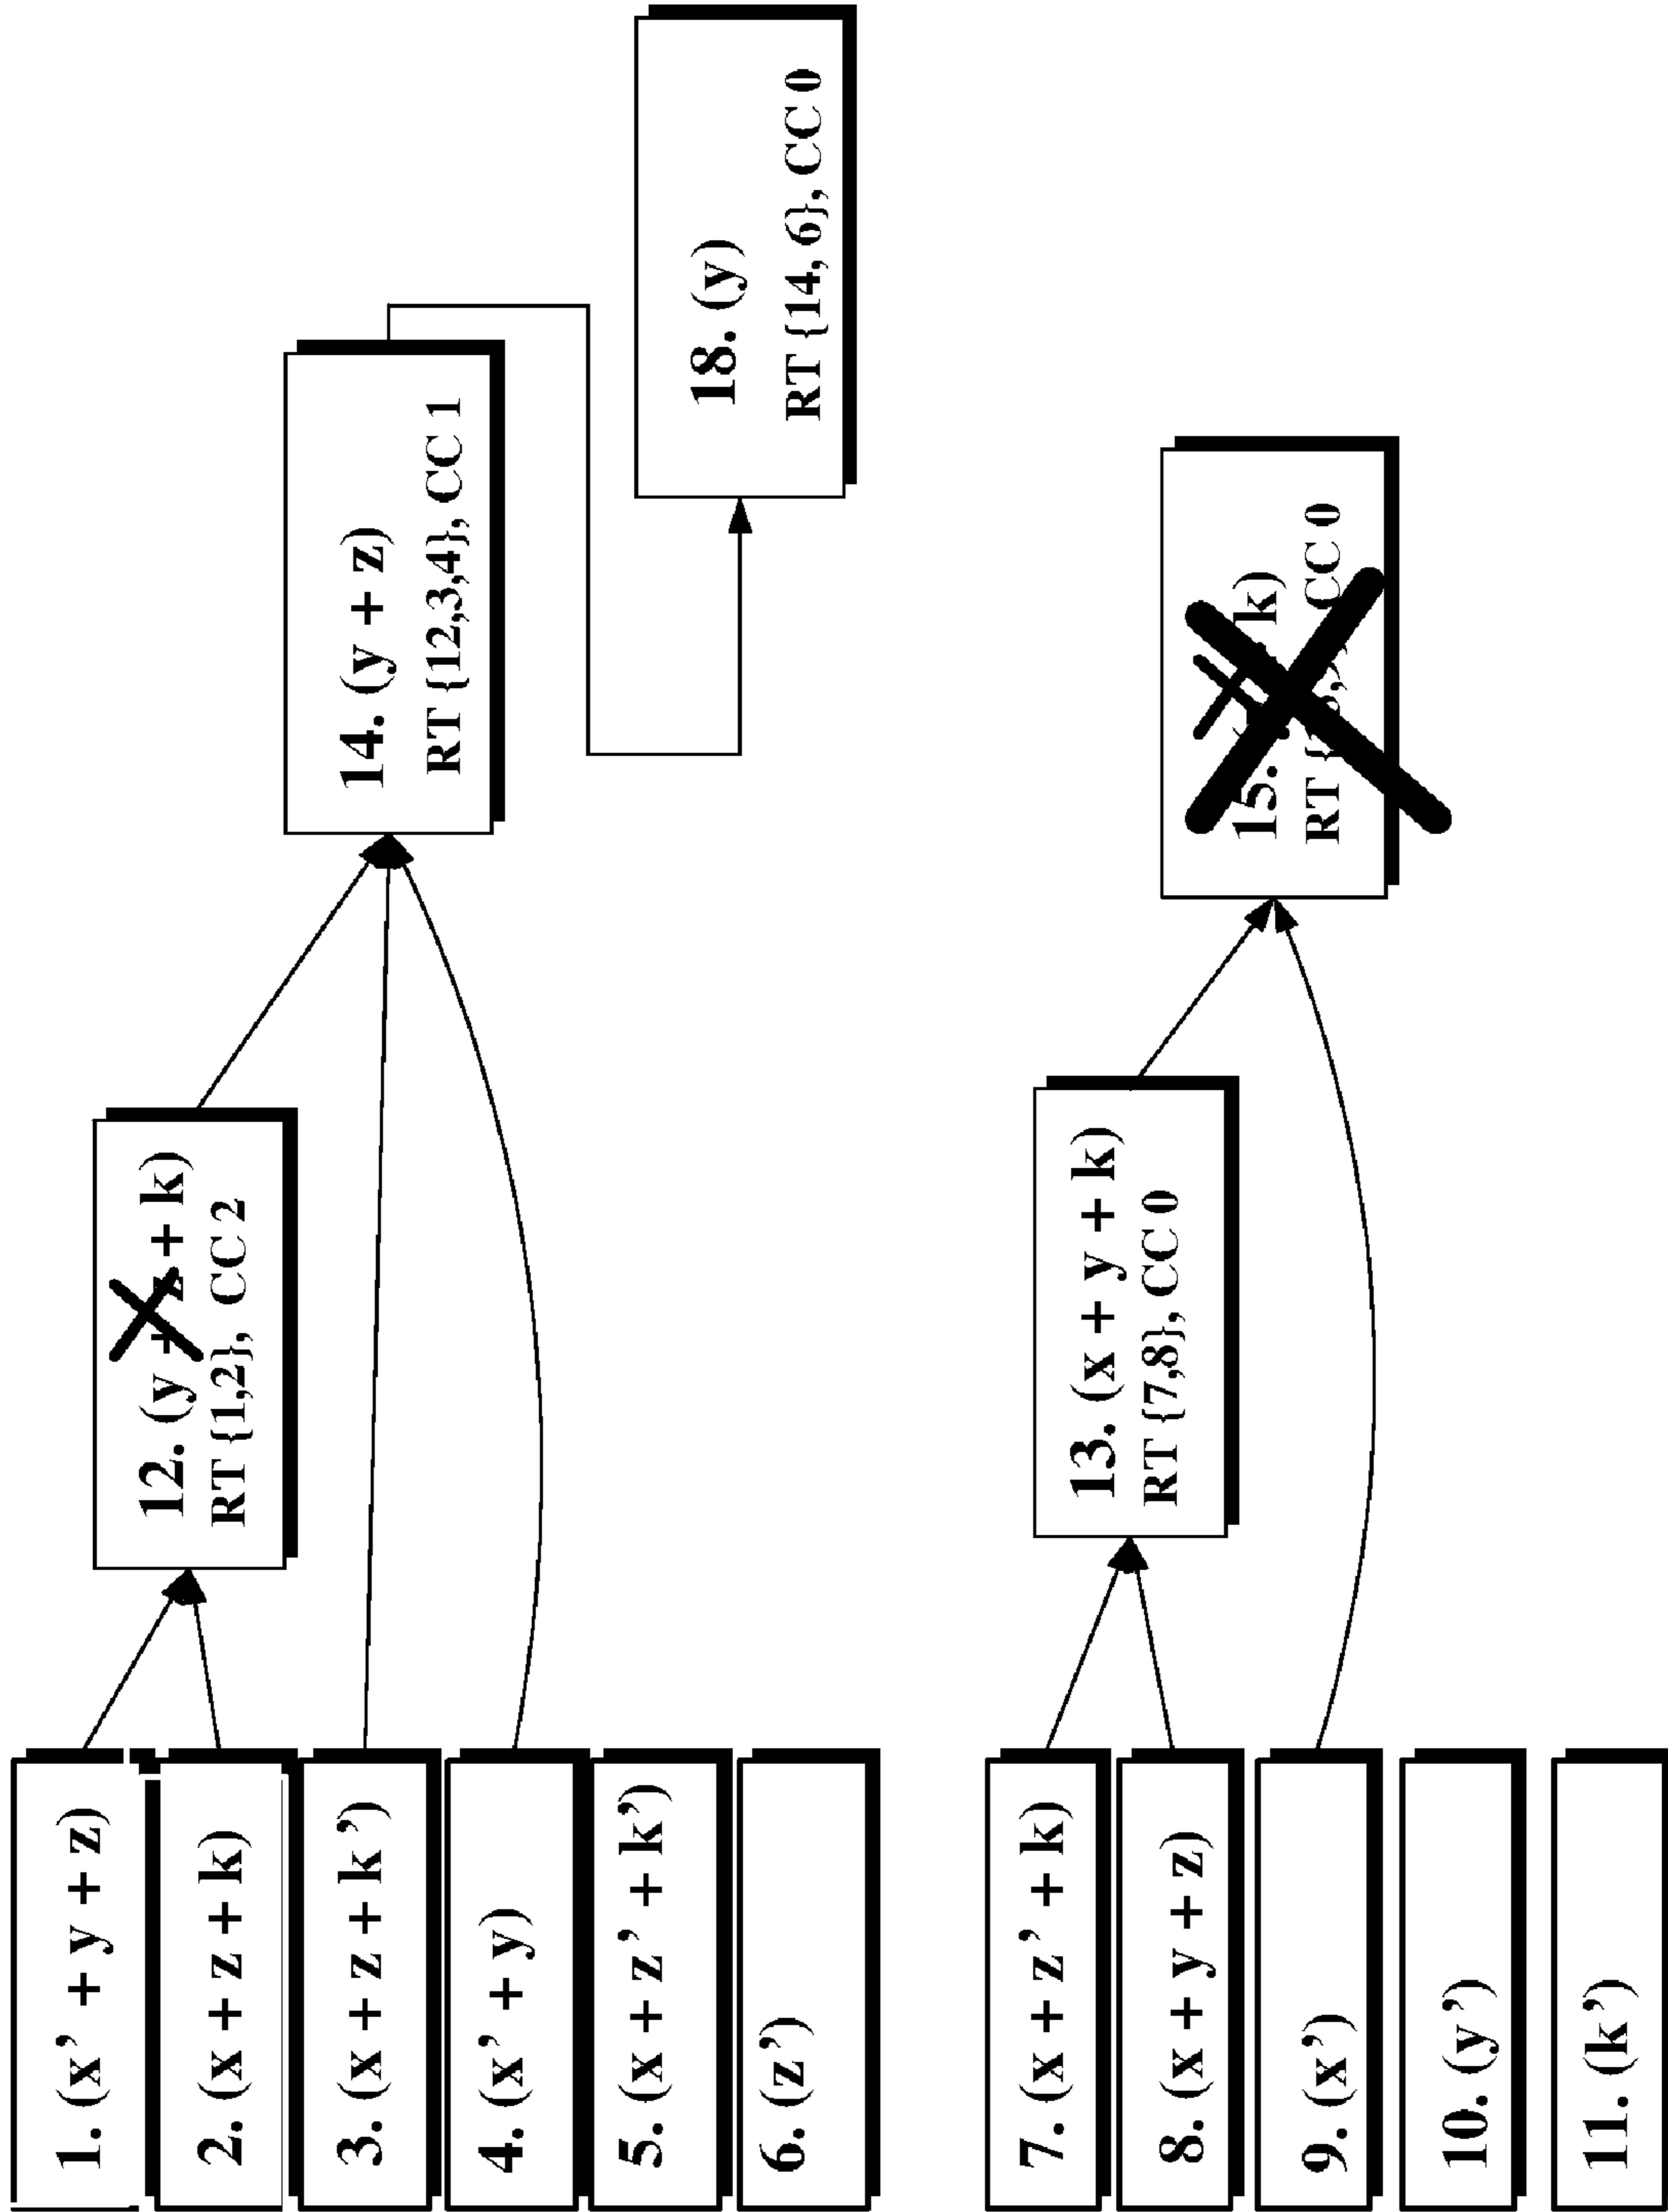 1. (x’ + y + z)
2. (x + z + k)
3. (x + z + k’)
4. (x’ + y)
5. (x + z’ + k’)
6. (z’)
7. (x + z’ + k)
8. (x + y + z)
9. (x’)
10. (y’)
11. (k’)
12. (y + z + k)
RT {1,2}, CC 2
13. (x + y + k)
RT {7,8}, CC 0
14. (y + z)
RT {12,3,4}, CC 1
15. k)
RT { CC 0
18. (y)
RT {14, 6}, CC 0